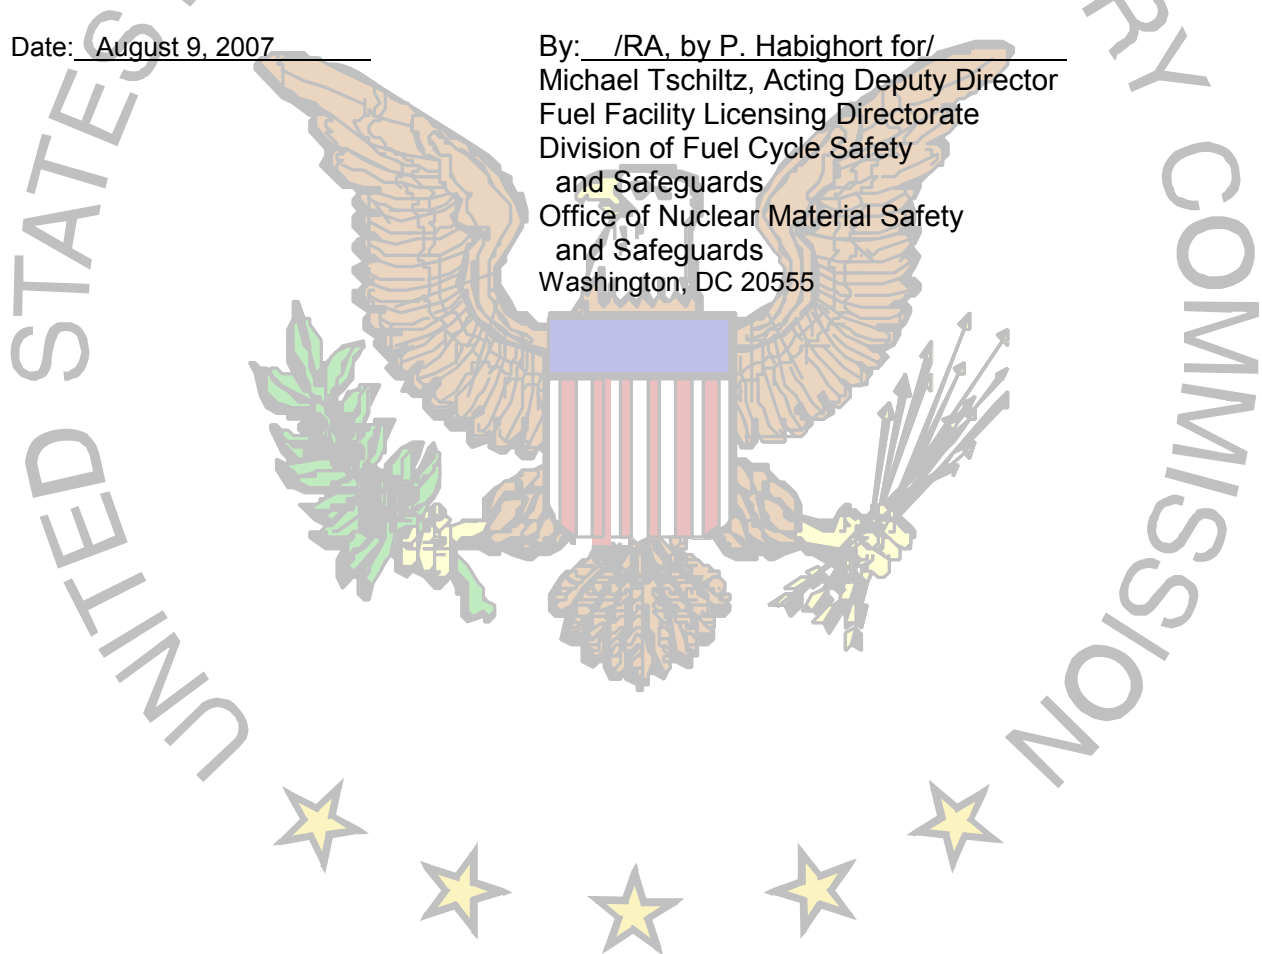 Date: August 9, 2007
By: /RA, by P. Habighort for/
Michael Tschiltz, Acting Deputy Director
Fuel Facility Licensing Directorate
Division of Fuel Cycle Safety
and Safeguards
Office of Nuclear Material Safety
and Safeguards
Washington, DC 20555
UNITED STATES
RY COMMISSION